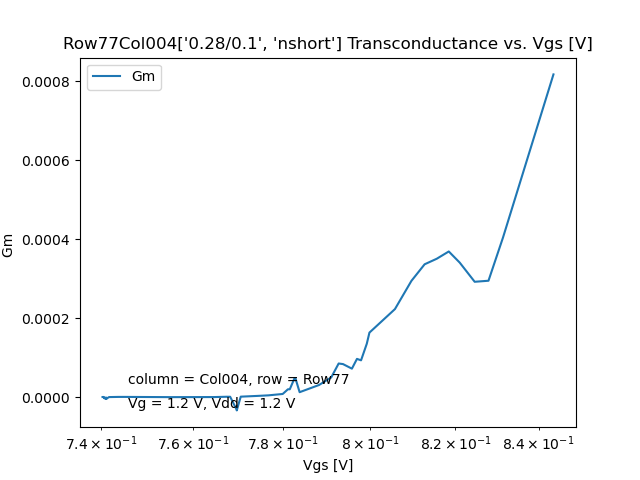 Row77Col004['0.28/0.1', 'nshort'] Transconductance vs. Vgs [V]
Gm
0.0008
0.0006
0.0004
0.0002
0.0000
Gm
column = Col004, row = Row77
Vg = 1.2 V, Vdd = 1.2 V
7.4 × 10⁻¹ 7.6 × 10⁻¹ 7.8 × 10⁻¹ 8 × 10⁻¹ 8.2 × 10⁻¹ 8.4 × 10⁻¹
Vgs [V]